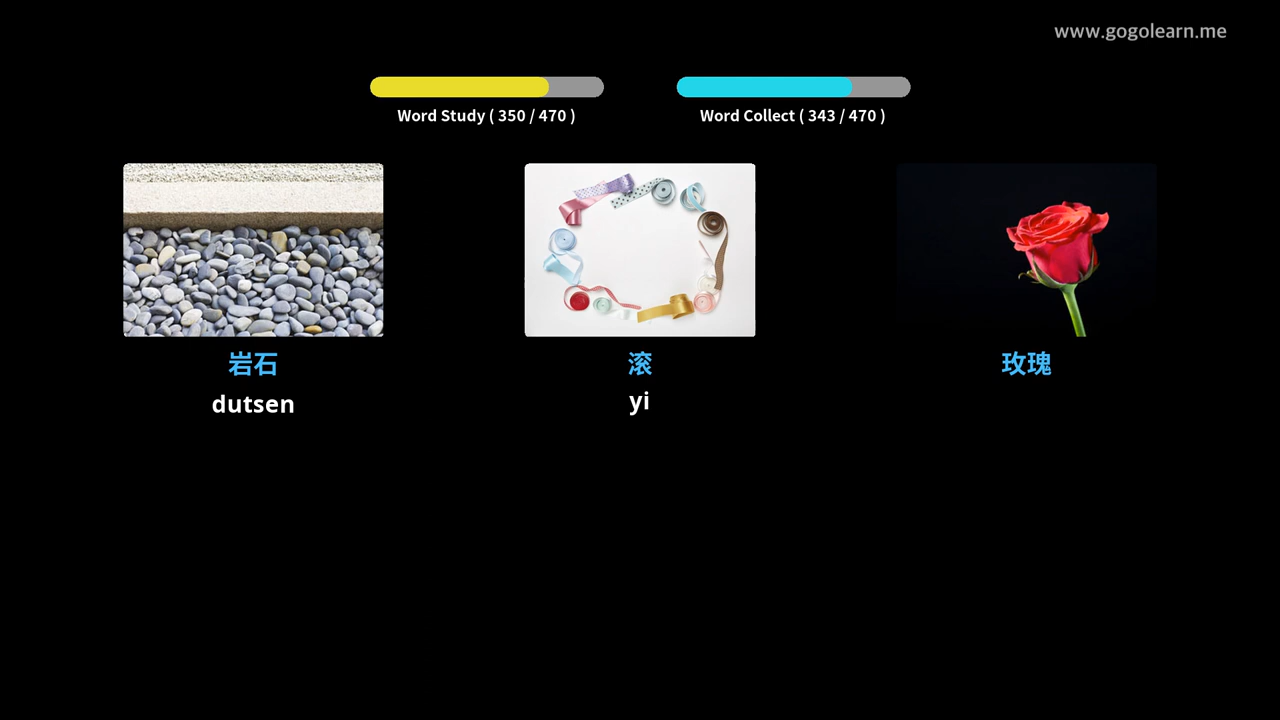 www.gogolearn.me
Word Study ( 350 / 470 )
Word Collect ( 343 / 470 )
岩石
滚
玫瑰
dutsen
yi